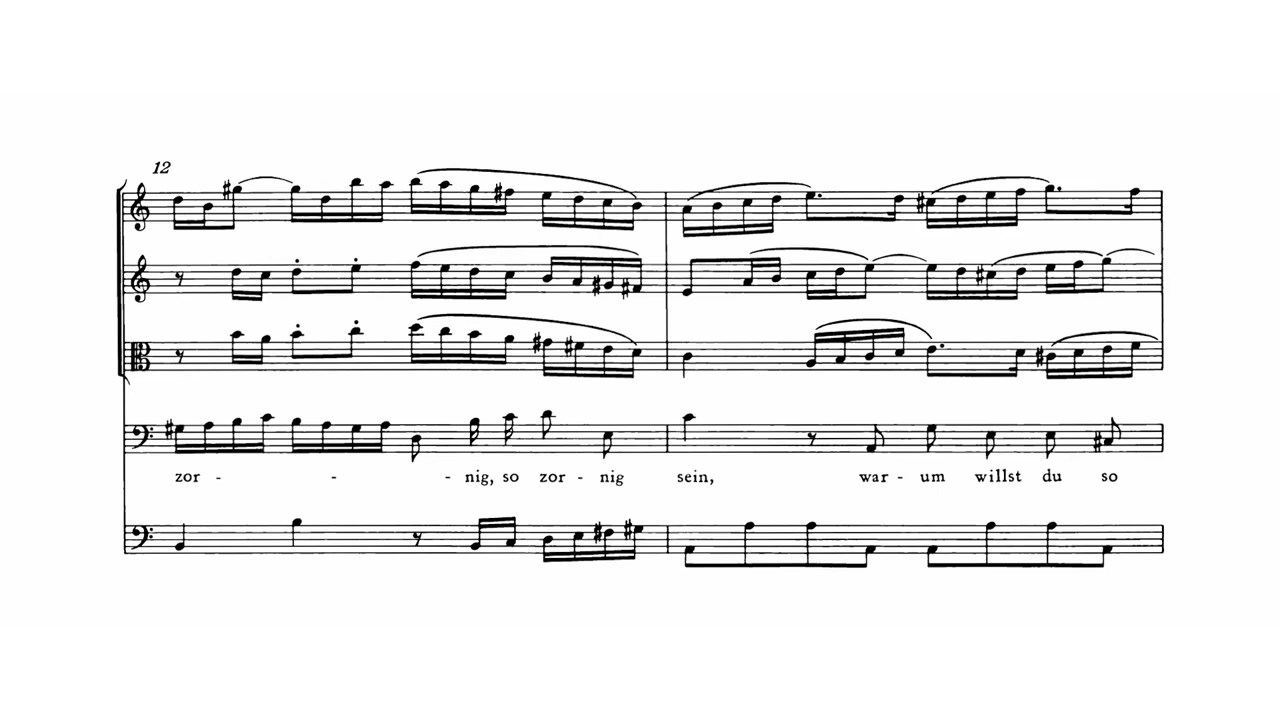 12
zor - - - nig, so zor - nig sein, war - um willst du so